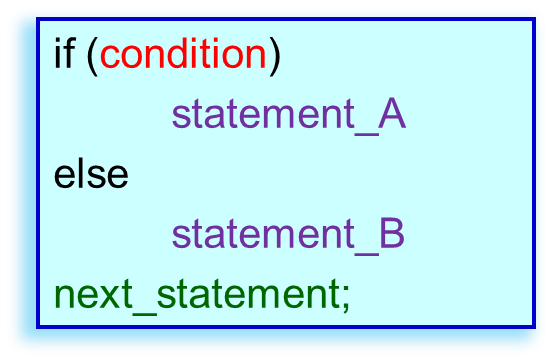 if (condition)
statement_A
else
statement_B
next_statement;